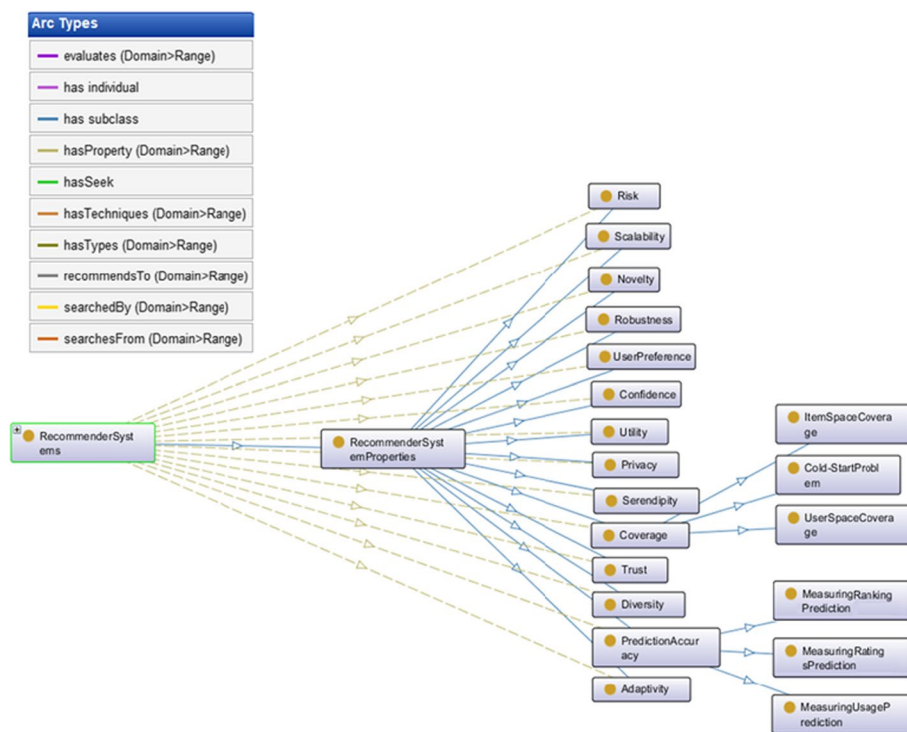 Arc Types
evaluates (Domain>Range)
has individual
has subclass
hasProperty (Domain>Range)
hasSeek
hasTechniques (Domain>Range)
hasTypes (Domain>Range)
recommendsTo (Domain>Range)
searchedBy (Domain>Range)
searchesFrom (Domain>Range)
RecommenderSyst
ems
RecommenderSyst
emProperties
Risk
Scalability
Novelty
Robustness
UserPreference
Confidence
Utility
Privacy
Serendipity
Coverage
Trust
Diversity
PredictionAccur
acy
Adaptivity
ItemSpaceCovera
ge
Cold-StartProbl
em
UserSpaceCovera
ge
MeasuringRanking
Prediction
MeasuringRating
sPrediction
MeasuringUsageP
rediction